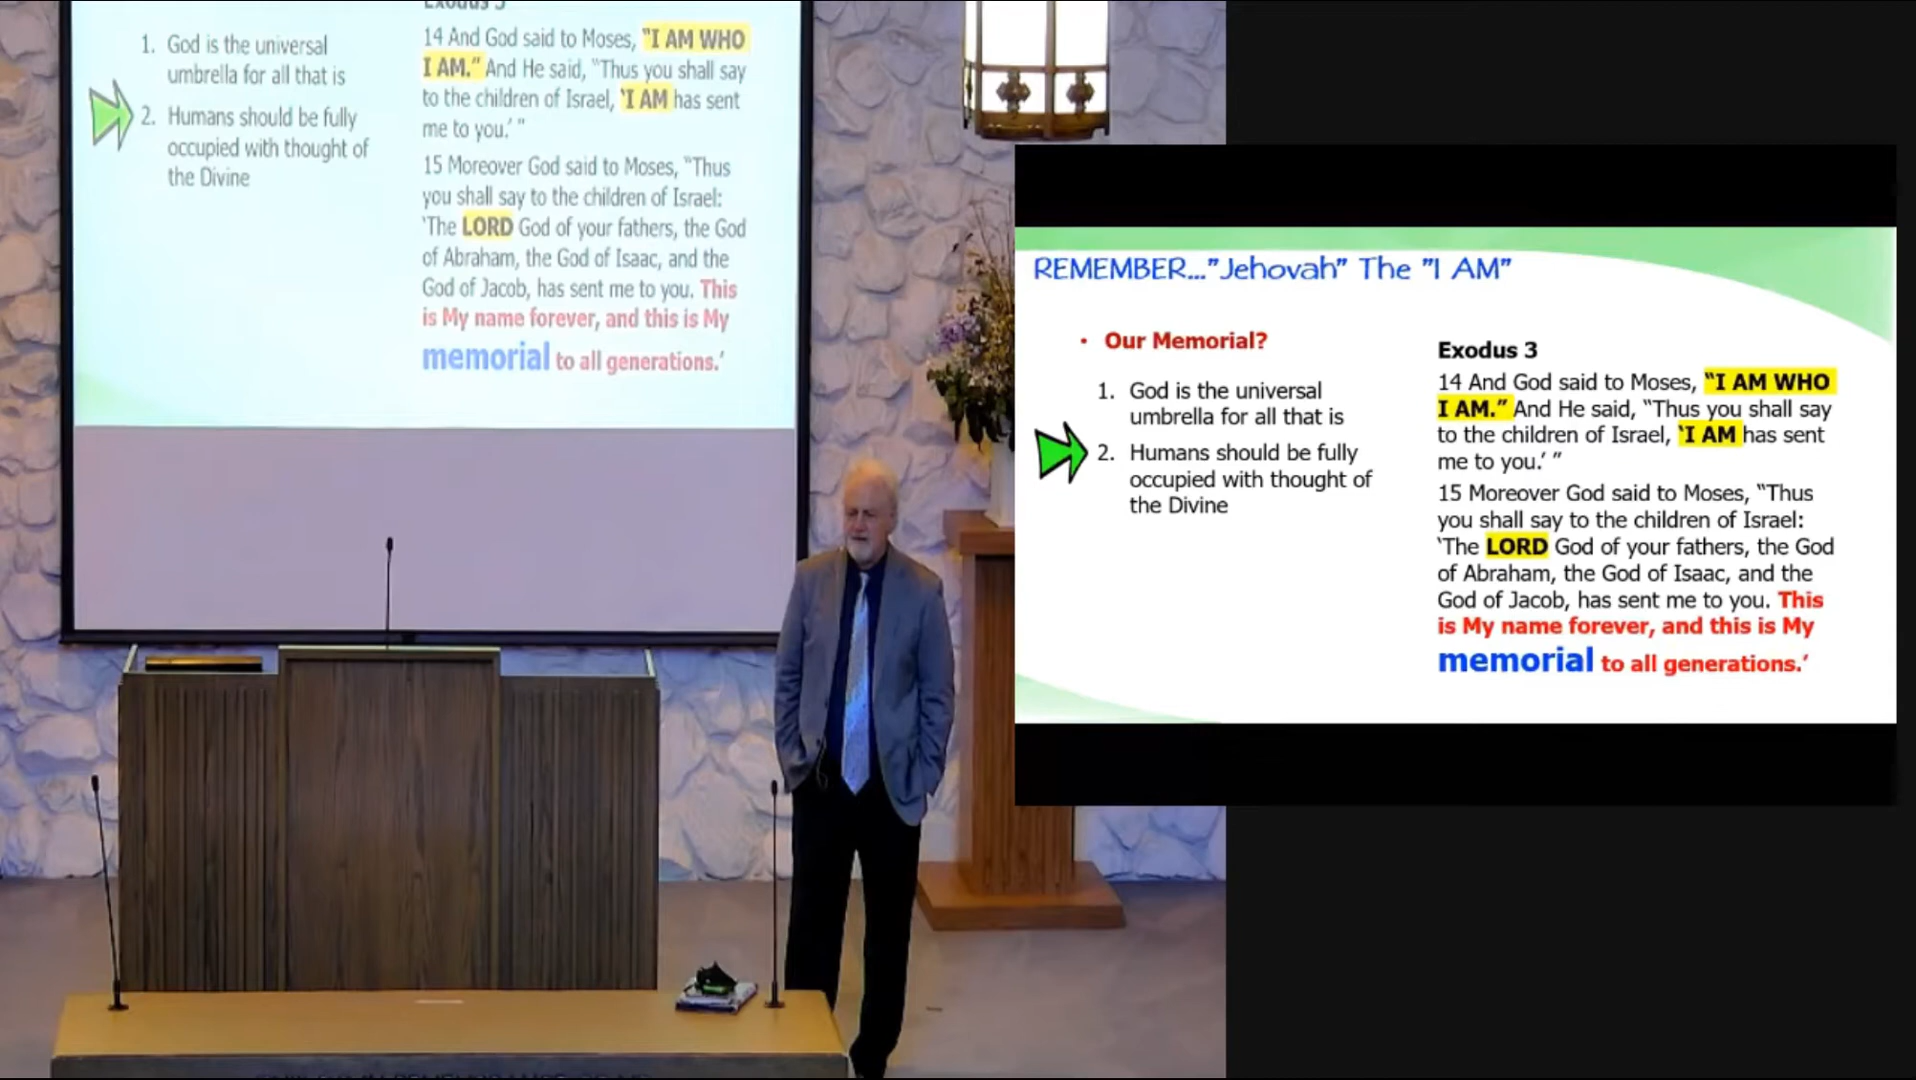 Exodus 3
1. God is the universal
umbrella for all that is
2. Humans should be fully
occupied with thought of
the Divine
14 And God said to Moses, “I AM WHO
I AM.” And He said, “Thus you shall say
to the children of Israel, ‘I AM has sent
me to you.’ ”
15 Moreover God said to Moses, “Thus
you shall say to the children of Israel:
‘The LORD God of your fathers, the God
of Abraham, the God of Isaac, and the
God of Jacob, has sent me to you. This
is My name forever, and this is My
memorial to all generations.’
REMEMBER..."Jehovah" The "I AM"
• Our Memorial?
1. God is the universal
umbrella for all that is
2. Humans should be fully
occupied with thought of
the Divine
Exodus 3
14 And God said to Moses, “I AM WHO
I AM.” And He said, “Thus you shall say
to the children of Israel, ‘I AM has sent
me to you.’ ”
15 Moreover God said to Moses, “Thus
you shall say to the children of Israel:
‘The LORD God of your fathers, the God
of Abraham, the God of Isaac, and the
God of Jacob, has sent me to you. This
is My name forever, and this is My
memorial to all generations.’